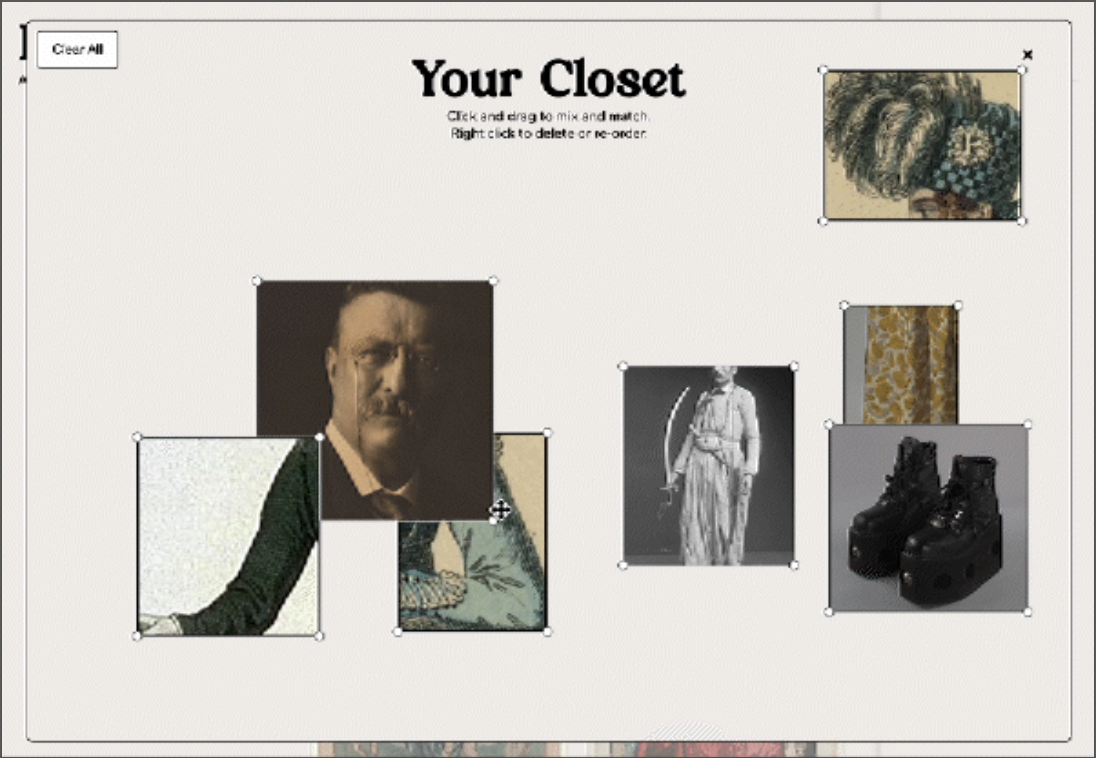 Clear All
Your Closet
Click and drag to mix and match.
Right click to delete or re-order.